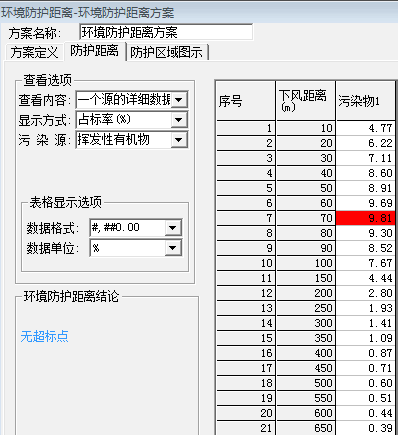 环境防护距离-环境防护距离方案
方案名称: 环境防护距离方案
方案定义 防护距离 防护区域图示
查看选项
查看内容: 一个源的详细数据
显示方式: 占标率(%)
污 染 源: 挥发性有机物
表格显示选项
数据格式: #,##0.00
数据单位: %
环境防护距离结论
无超标点
序号 下风距离(m) 污染物1
1 10 4.77
2 20 6.22
3 30 7.11
4 40 8.60
5 50 8.91
6 60 9.69
7 70 9.81
8 80 9.30
9 90 8.52
10 100 7.67
11 150 4.44
12 200 2.80
13 250 1.93
14 300 1.41
15 350 1.09
16 400 0.87
17 450 0.71
18 500 0.60
19 550 0.51
20 600 0.44
21 650 0.39